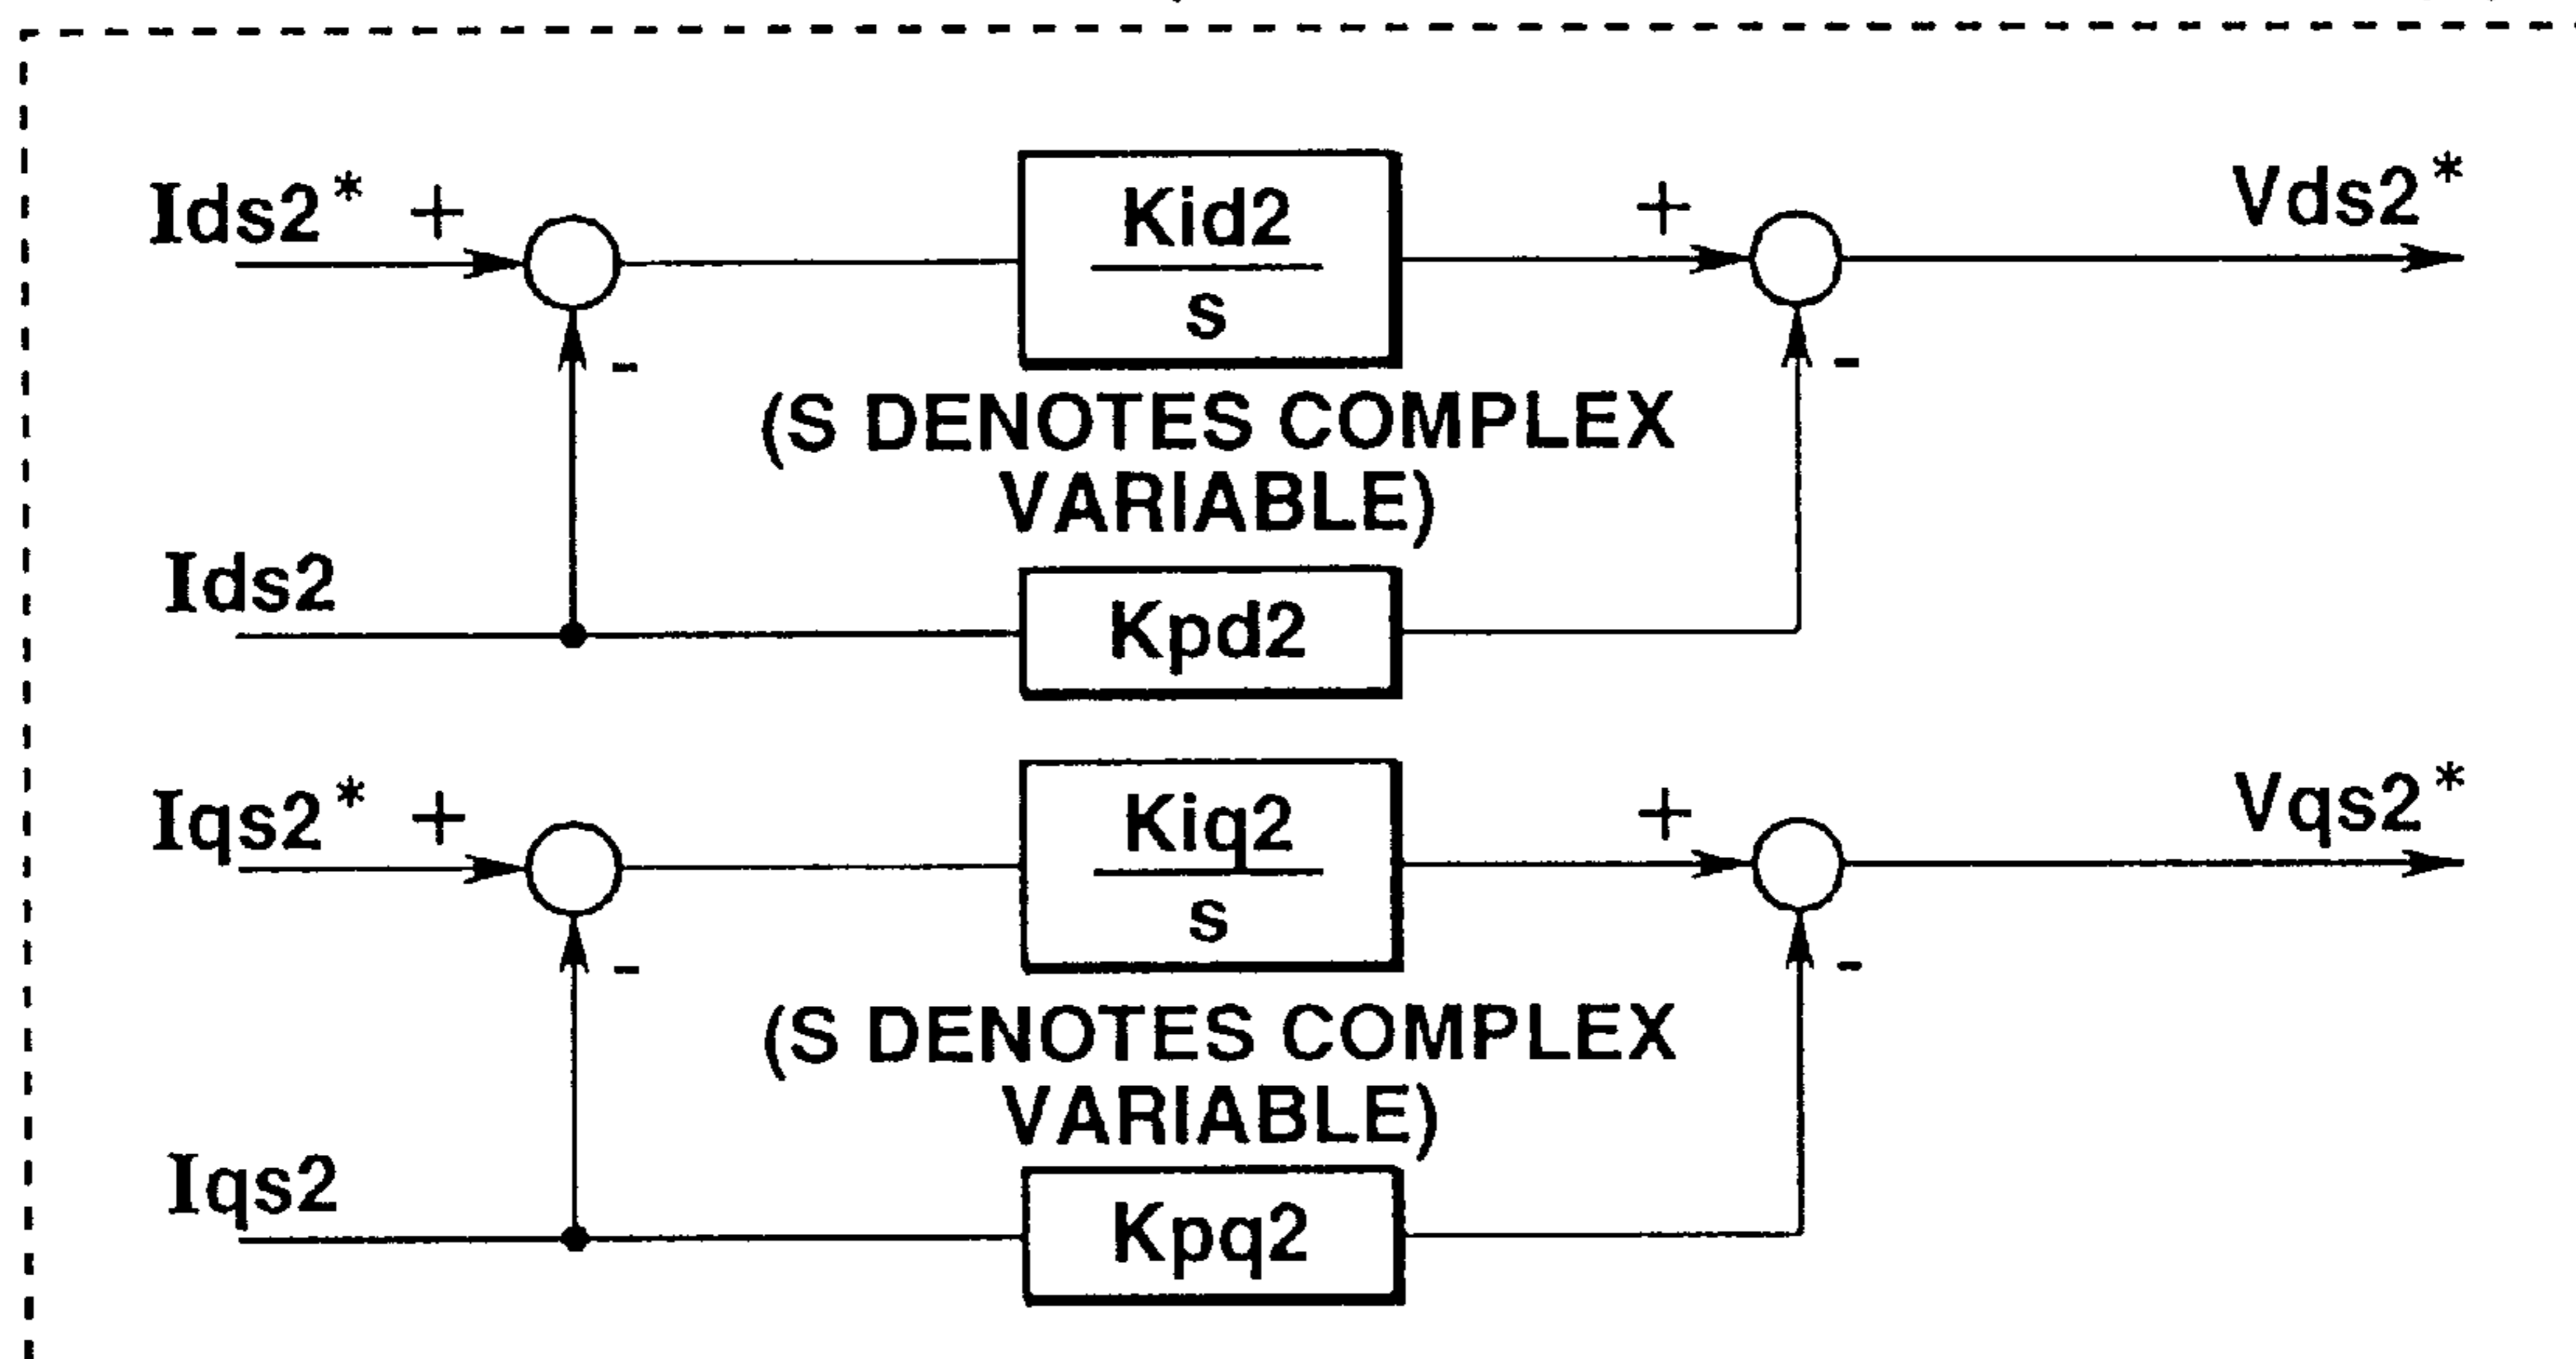 Ids2* +
Kid2
s
+
Vds2*
-
-
(S DENOTES COMPLEX
VARIABLE)
Ids2
Kpd2
Iqs2* +
Kiq2
s
+
Vqs2*
-
-
(S DENOTES COMPLEX
VARIABLE)
Iqs2
Kpq2